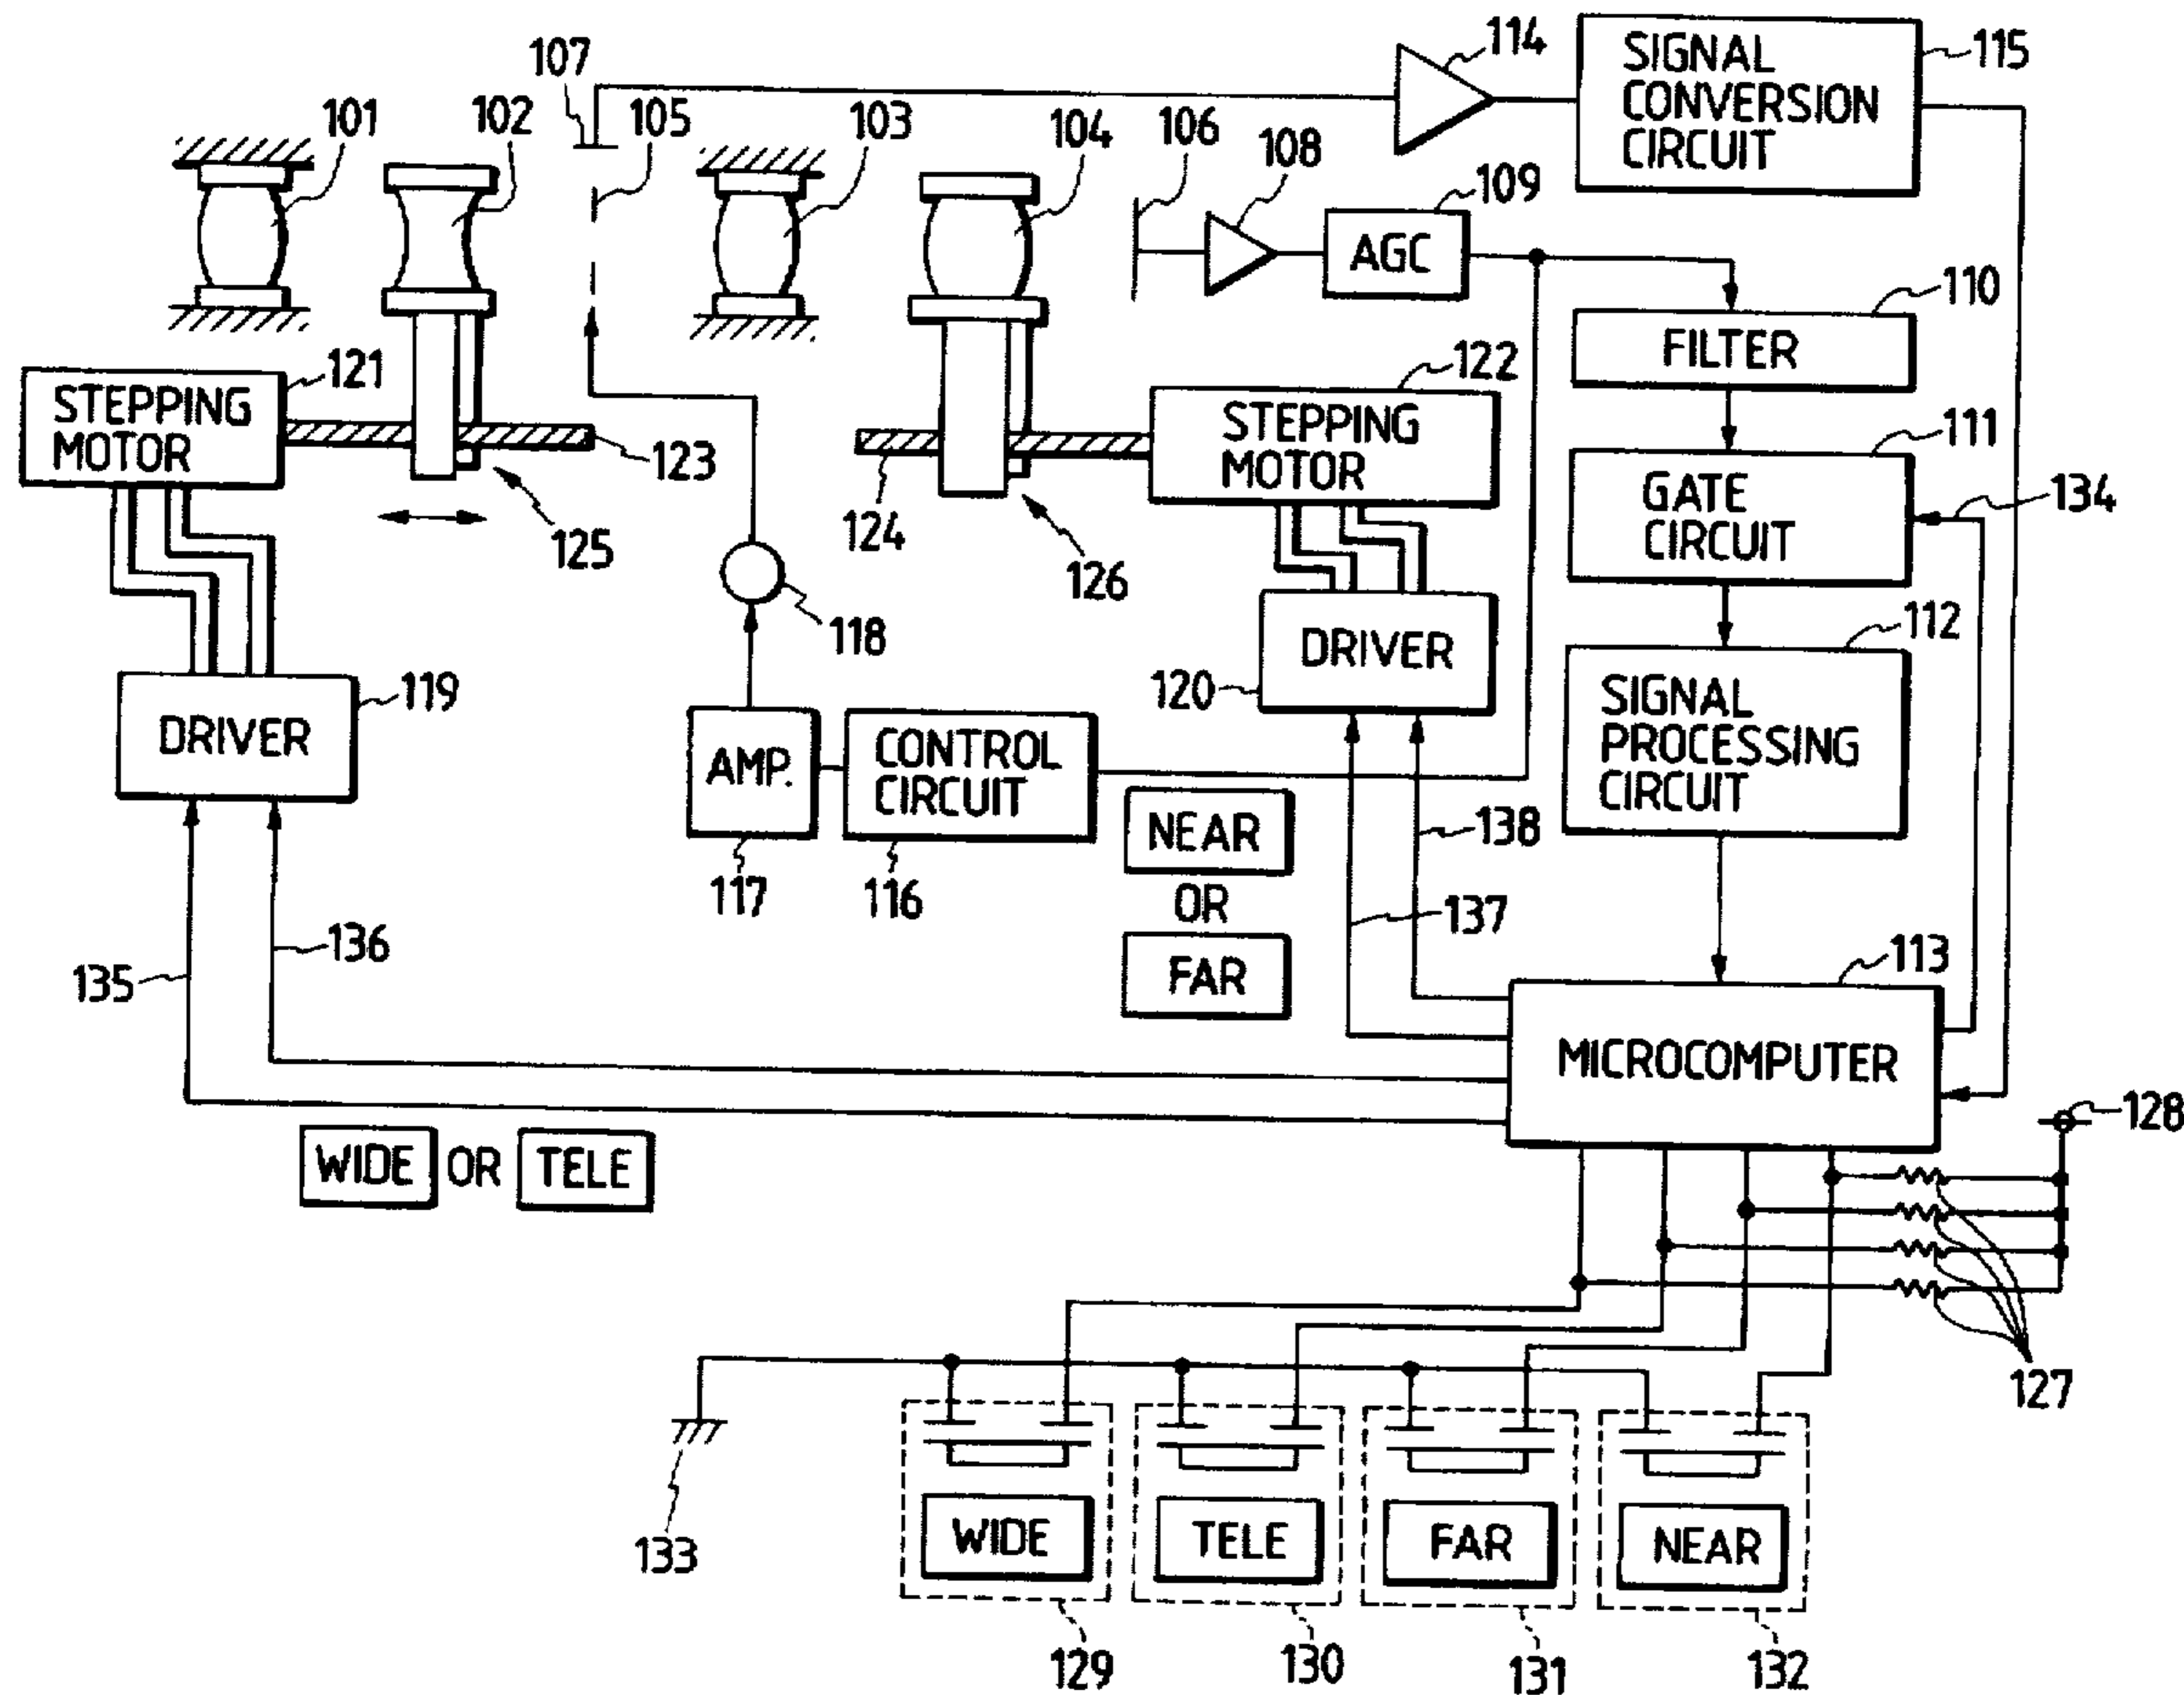 107
114
SIGNAL
CONVERSION
CIRCUIT
115
101
102
105
103
104
106
108
109
AGC
110
FILTER
121
STEPPING
MOTOR
123
125
122
STEPPING
MOTOR
124
126
111
GATE
CIRCUIT
134
118
112
SIGNAL
PROCESSING
CIRCUIT
119
DRIVER
120
DRIVER
AMP.
117
CONTROL
CIRCUIT
116
NEAR
OR
FAR
138
137
135
136
113
MICROCOMPUTER
128
WIDE OR TELE
127
133
WIDE
TELE
FAR
NEAR
129
130
131
132